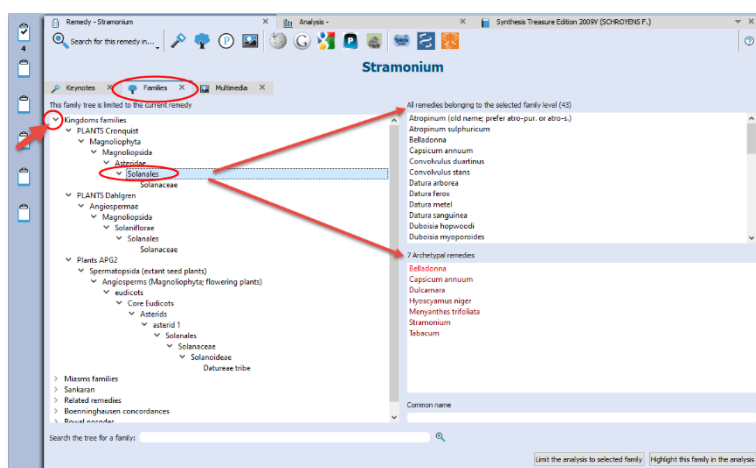 Remedy - Stramonium
Analysis -
Synthesis Treasure Edition 2009V (SCHROYENS F.)
4
Search for this remedy in...
Stramonium
Keynotes
Families
Multimedia
This family tree is limited to the current remedy
Kingdoms families
PLANTS Cronquist
Magnoliophyta
Magnoliopsida
Asteridae
Solanales
Solanaceae
PLANTS Dahlgren
Angiospermae
Magnoliopsida
Solaniflorae
Solanales
Solanaceae
Plants APG2
Spermatopsida (extant seed plants)
Angiosperms (Magnoliophyta; flowering plants)
eudicots
Core Eudicots
Asterids
asterid 1
Solanales
Solanaceae
Solanoideae
Datureae tribe
Miasms families
Sankaran
Related remedies
Boenninghausen concordances
Search the tree for a family:
All remedies belonging to the selected family level (43)
Atropinum (old name; prefer atro-pur. or atro-s.)
Atropinum sulphuricum
Belladonna
Capsicum annuum
Convolvulus duartinus
Convolvulus stans
Datura arborea
Datura ferox
Datura metel
Datura sanguinea
Duboisia hopwoodi
Duboisia myoporoides
7 Archetypal remedies
Belladonna
Capsicum annuum
Dulcamara
Hyoscyamus niger
Menyanthes trifoliata
Stramonium
Tabacum
Common name
Limit the analysis to selected family
Highlight this family in the analysis